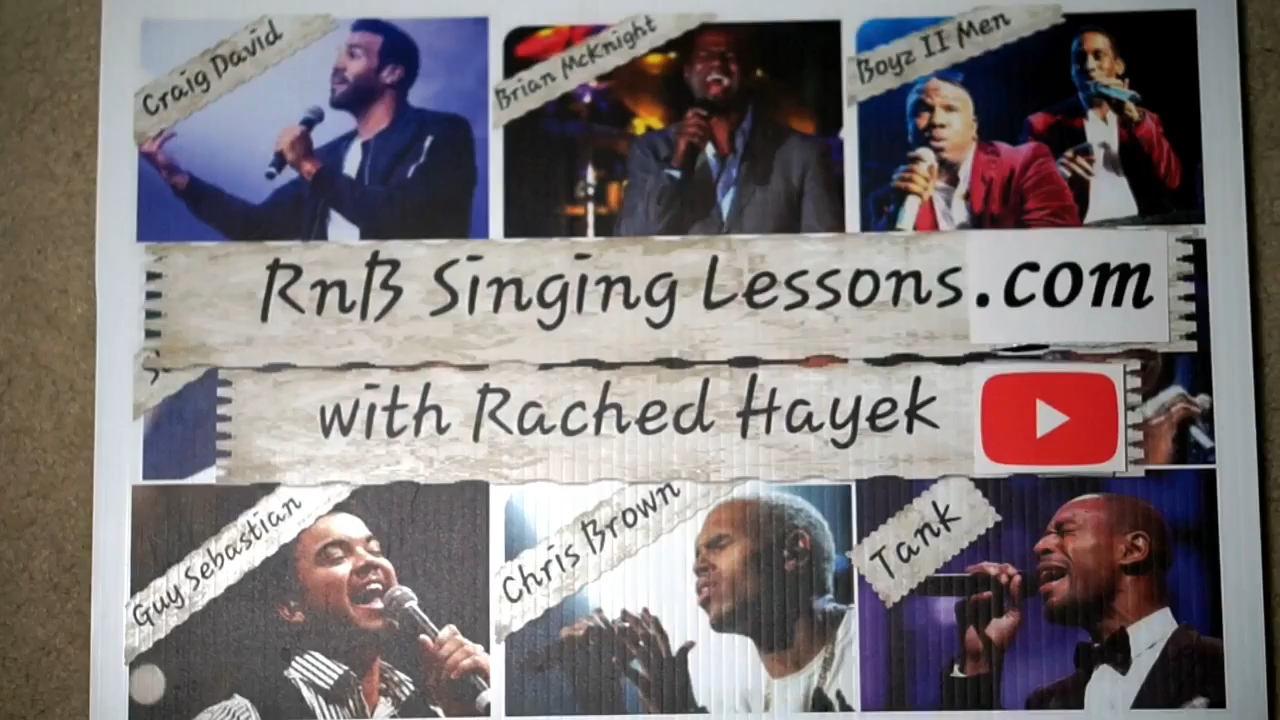 Craig David
Brian McKnight
Boyz II Men
RnB Singing Lessons.com
with Rached Hayek
Guy Sebastian
Chris Brown
Tank